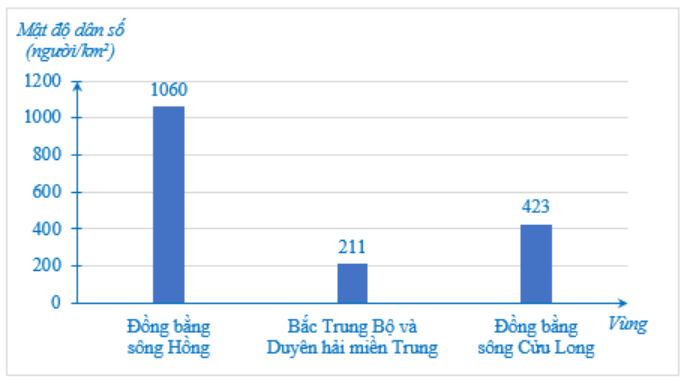 Mật độ dân số
(người/km²)
1200
1000
800
600
400
200
0
1060
211
423
Đồng bằng
sông Hồng
Bắc Trung Bộ và
Duyên hải miền Trung
Đồng bằng
sông Cửu Long
Vùng